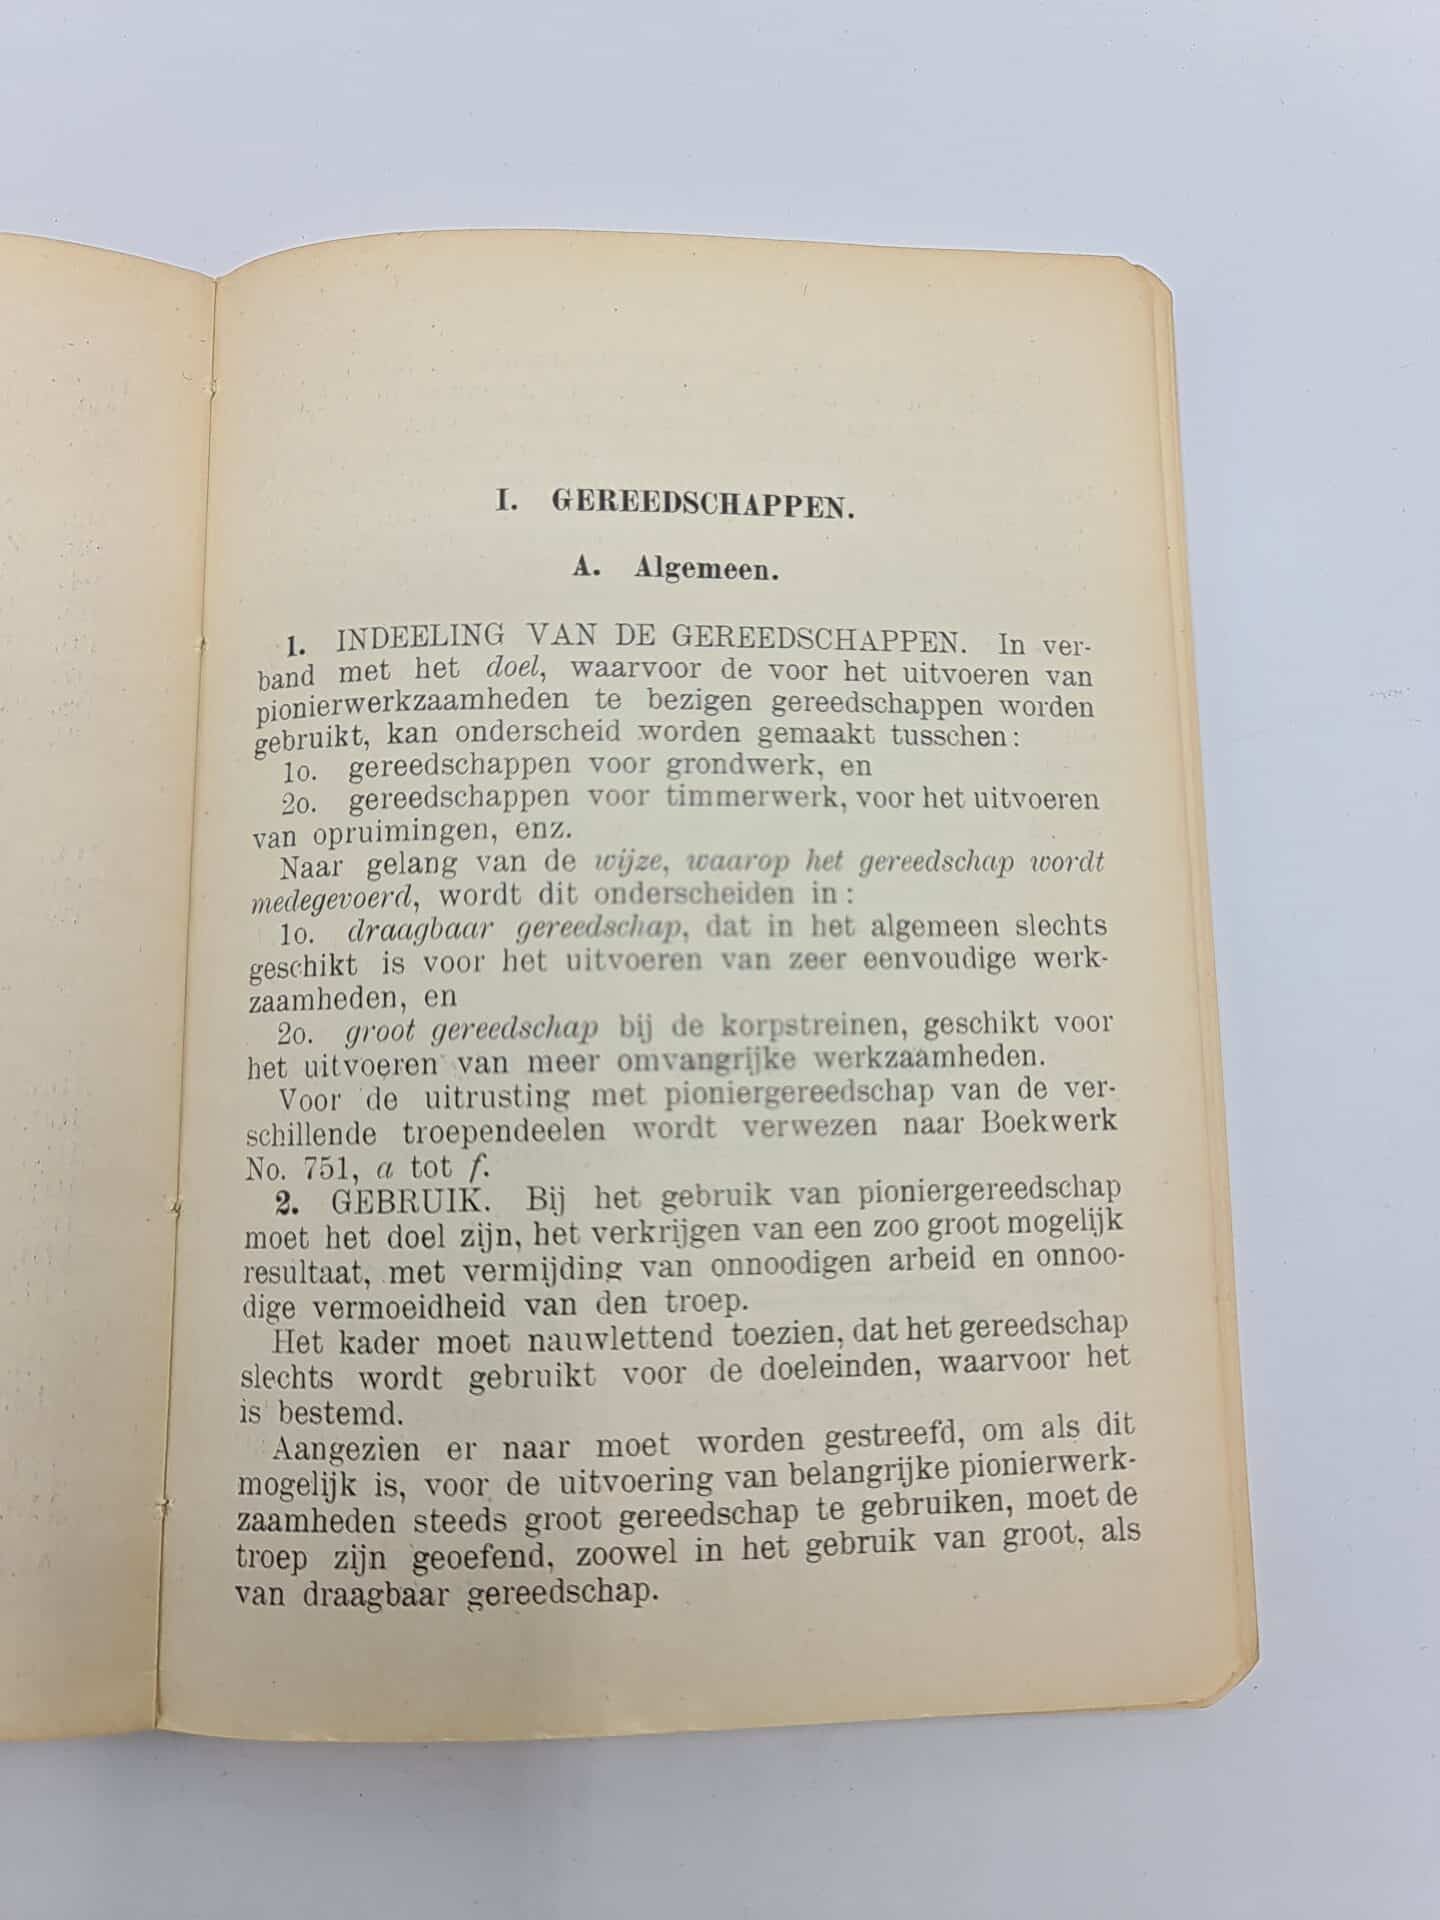 I. GEREEDSCHAPPEN.
A. Algemeen.
1. INDEELING VAN DE GEREEDSCHAPPEN. In ver-
band met het doel, waarvoor de voor het uitvoeren van
pionierwerkzaamheden te bezigen gereedschappen worden
gebruikt, kan onderscheid worden gemaakt tusschen:
1o. gereedschappen voor grondwerk, en
2o. gereedschappen voor timmerwerk, voor het uitvoeren
van opruimingen, enz.
Naar gelang van de wijze, waarop het gereedschap wordt
medegevoerd, wordt dit onderscheiden in:
1o. draagbaar gereedschap, dat in het algemeen slechts
geschikt is voor het uitvoeren van zeer eenvoudige werk-
zaamheden, en
2o. groot gereedschap bij de korpstreinen, geschikt voor
het uitvoeren van meer omvangrijke werkzaamheden.
Voor de uitrusting met pioniergereedschap van de ver-
schillende troependeelen wordt verwezen naar Boekwerk
No. 751, a tot f.
2. GEBRUIK. Bij het gebruik van pioniergereedschap
moet het doel zijn, het verkrijgen van een zoo groot mogelijk
resultaat, met vermijding van onnoodigen arbeid en onnoo-
dige vermoeidheid van den troep.
Het kader moet nauwlettend toezien, dat het gereedschap
slechts wordt gebruikt voor de doeleinden, waarvoor het
is bestemd.
Aangezien er naar moet worden gestreefd, om als dit
mogelijk is, voor de uitvoering van belangrijke pionierwerk-
zaamheden steeds groot gereedschap te gebruiken, moet de
troep zijn geoefend, zoowel in het gebruik van groot, als
van draagbaar gereedschap.